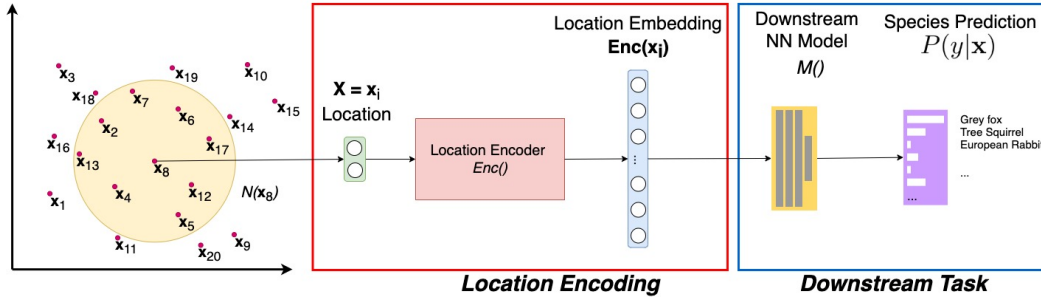 x₃
x₁₉
x₁₀
x₁₈
x₇
x₁₅
x₆
x₁₄
x₂
x₁₆
x₁₇
x₁₃
x₈
x₄
x₁₂
N(x₈)
x₁
x₅
x₁₁
x₂₀
x₉
X = xᵢ
Location
Location Encoder
Enc()
Location Embedding
Enc(xᵢ)
...
Location Encoding
Downstream
NN Model
M()
Species Prediction
P(y|x)
Grey fox
Tree Squirrel
European Rabbit
...
...
Downstream Task